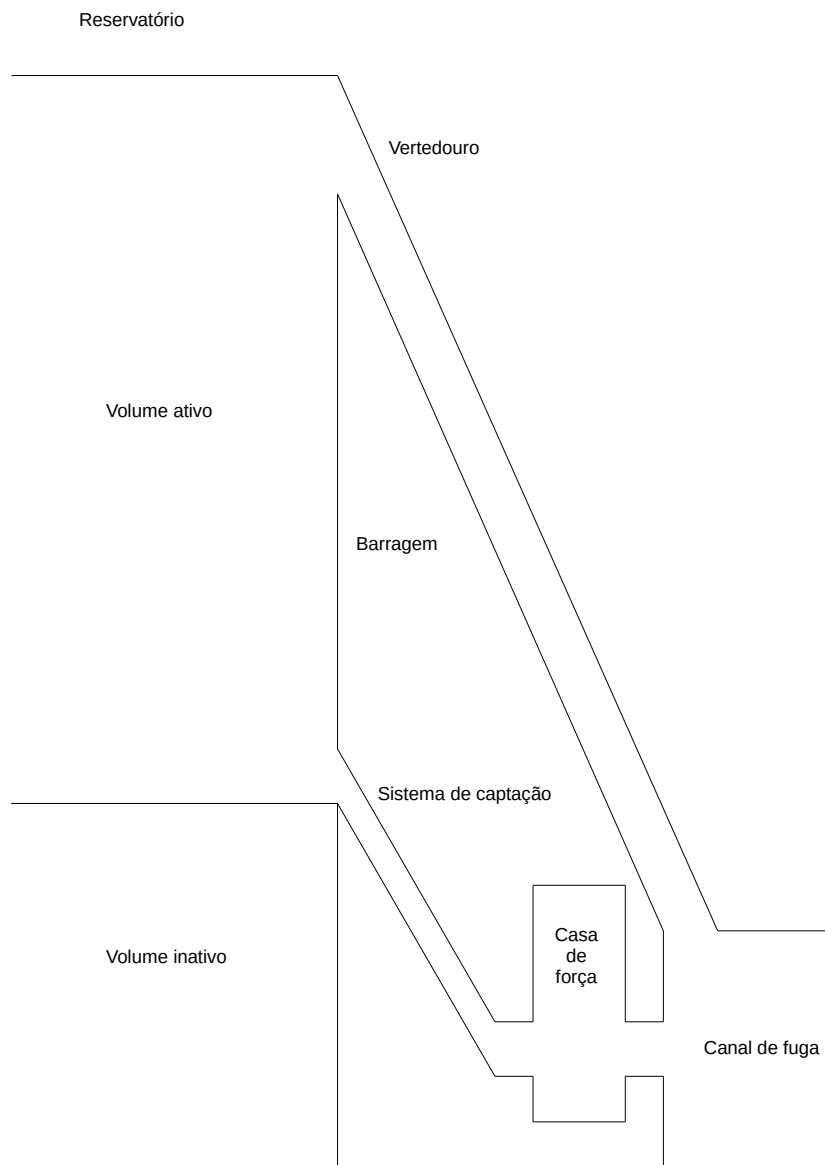 Reservatório
Vertedouro
Volume ativo
Barragem
Sistema de captação
Casa
de
força
Volume inativo
Canal de fuga